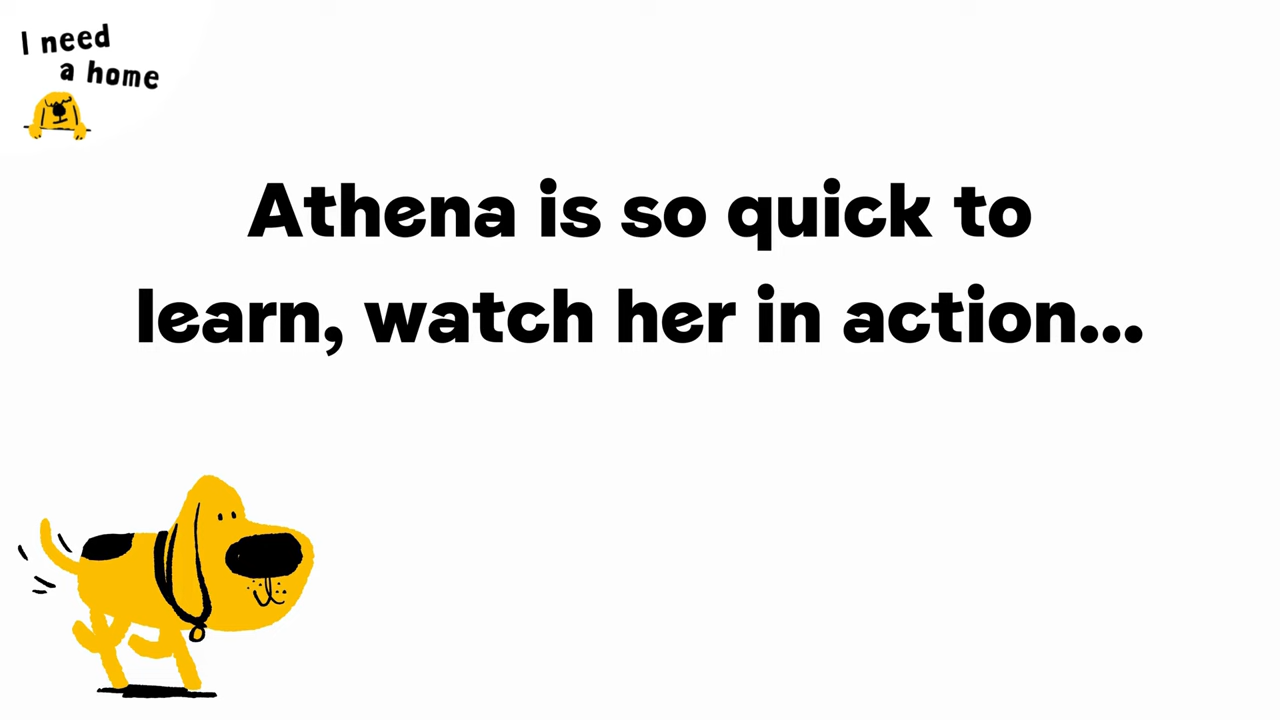 I need
a home
Athena is so quick to
learn, watch her in action...